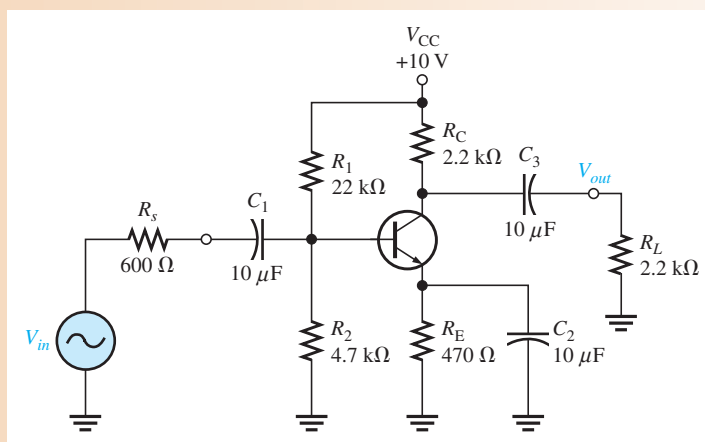 V_CC
+10 V
R_C
2.2 kΩ
C_3
10 μF
V_out
R_1
22 kΩ
C_1
10 μF
R_s
600 Ω
R_L
2.2 kΩ
V_in
R_2
4.7 kΩ
R_E
470 Ω
C_2
10 μF